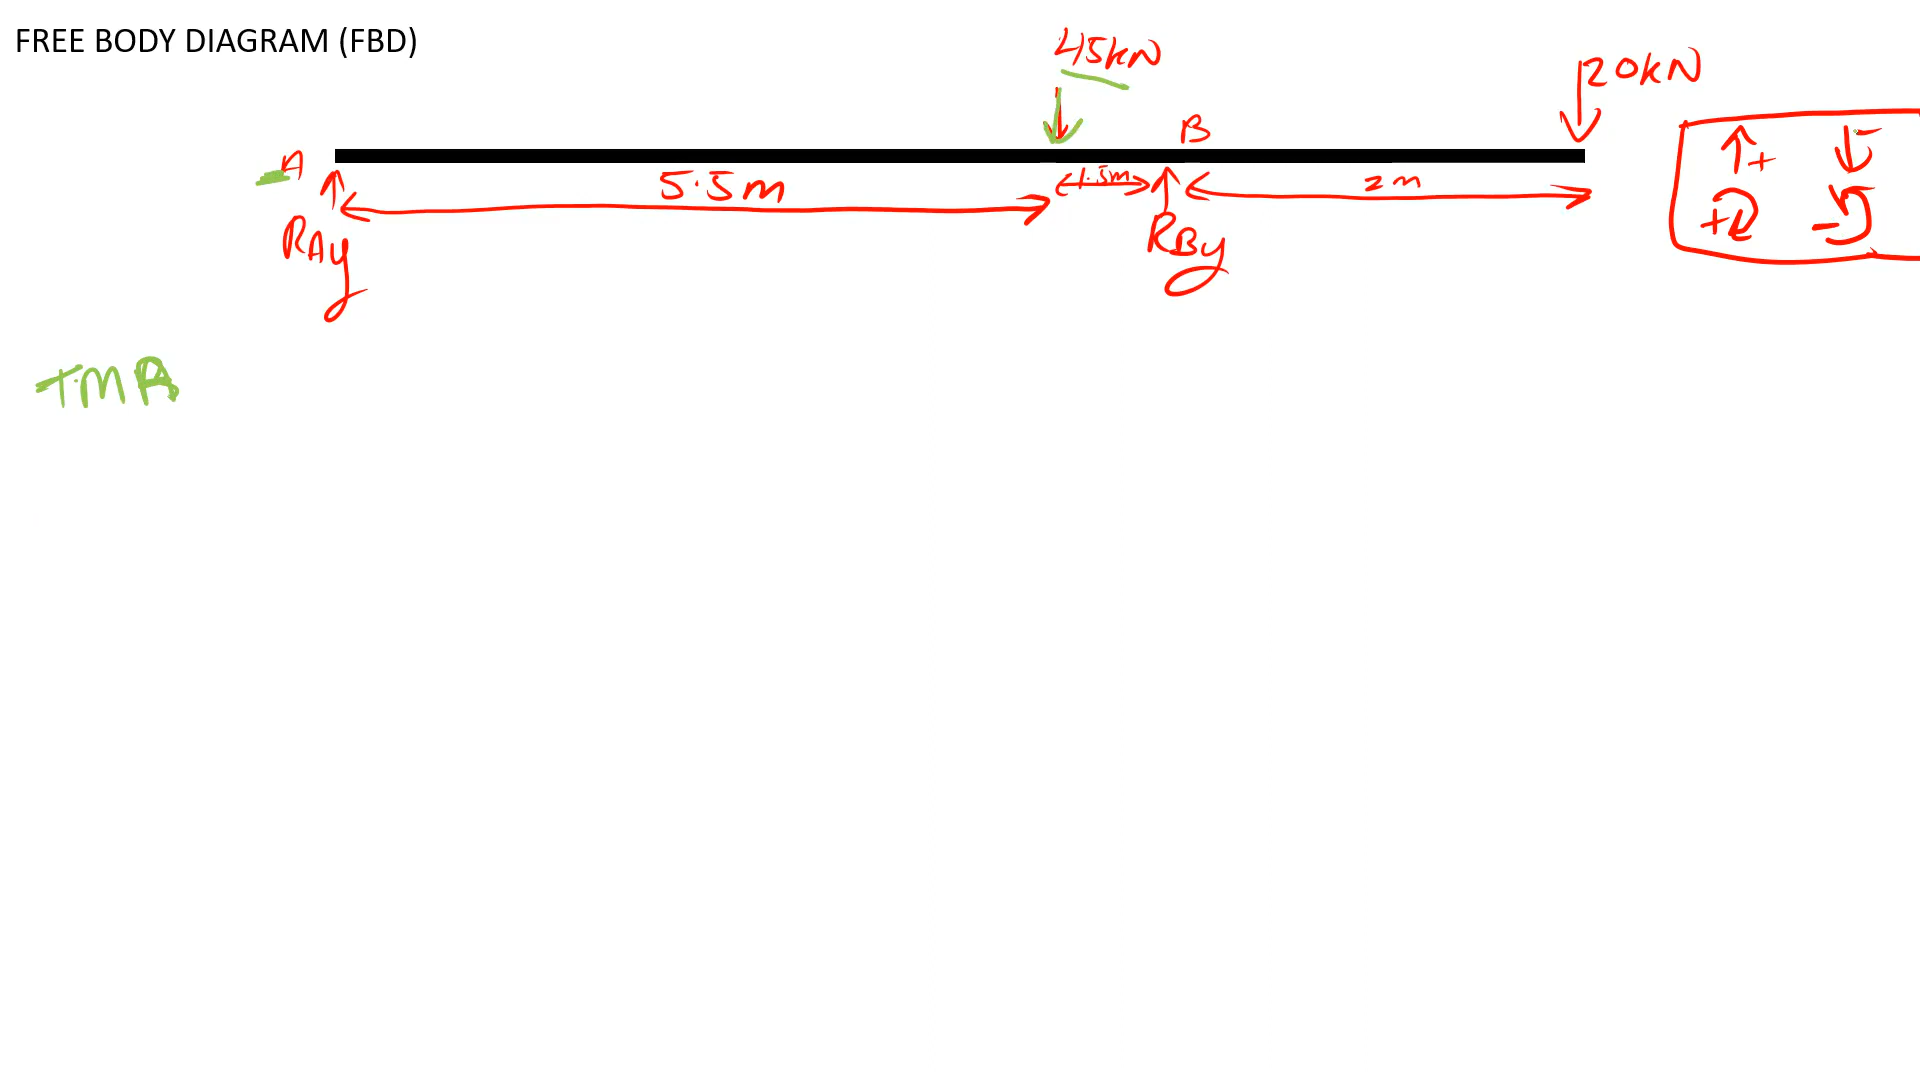 FREE BODY DIAGRAM (FBD)
45kN
20kN
A
B
5.5m
1.5m
2m
RAy
RBy
+ -
+ -
TMA